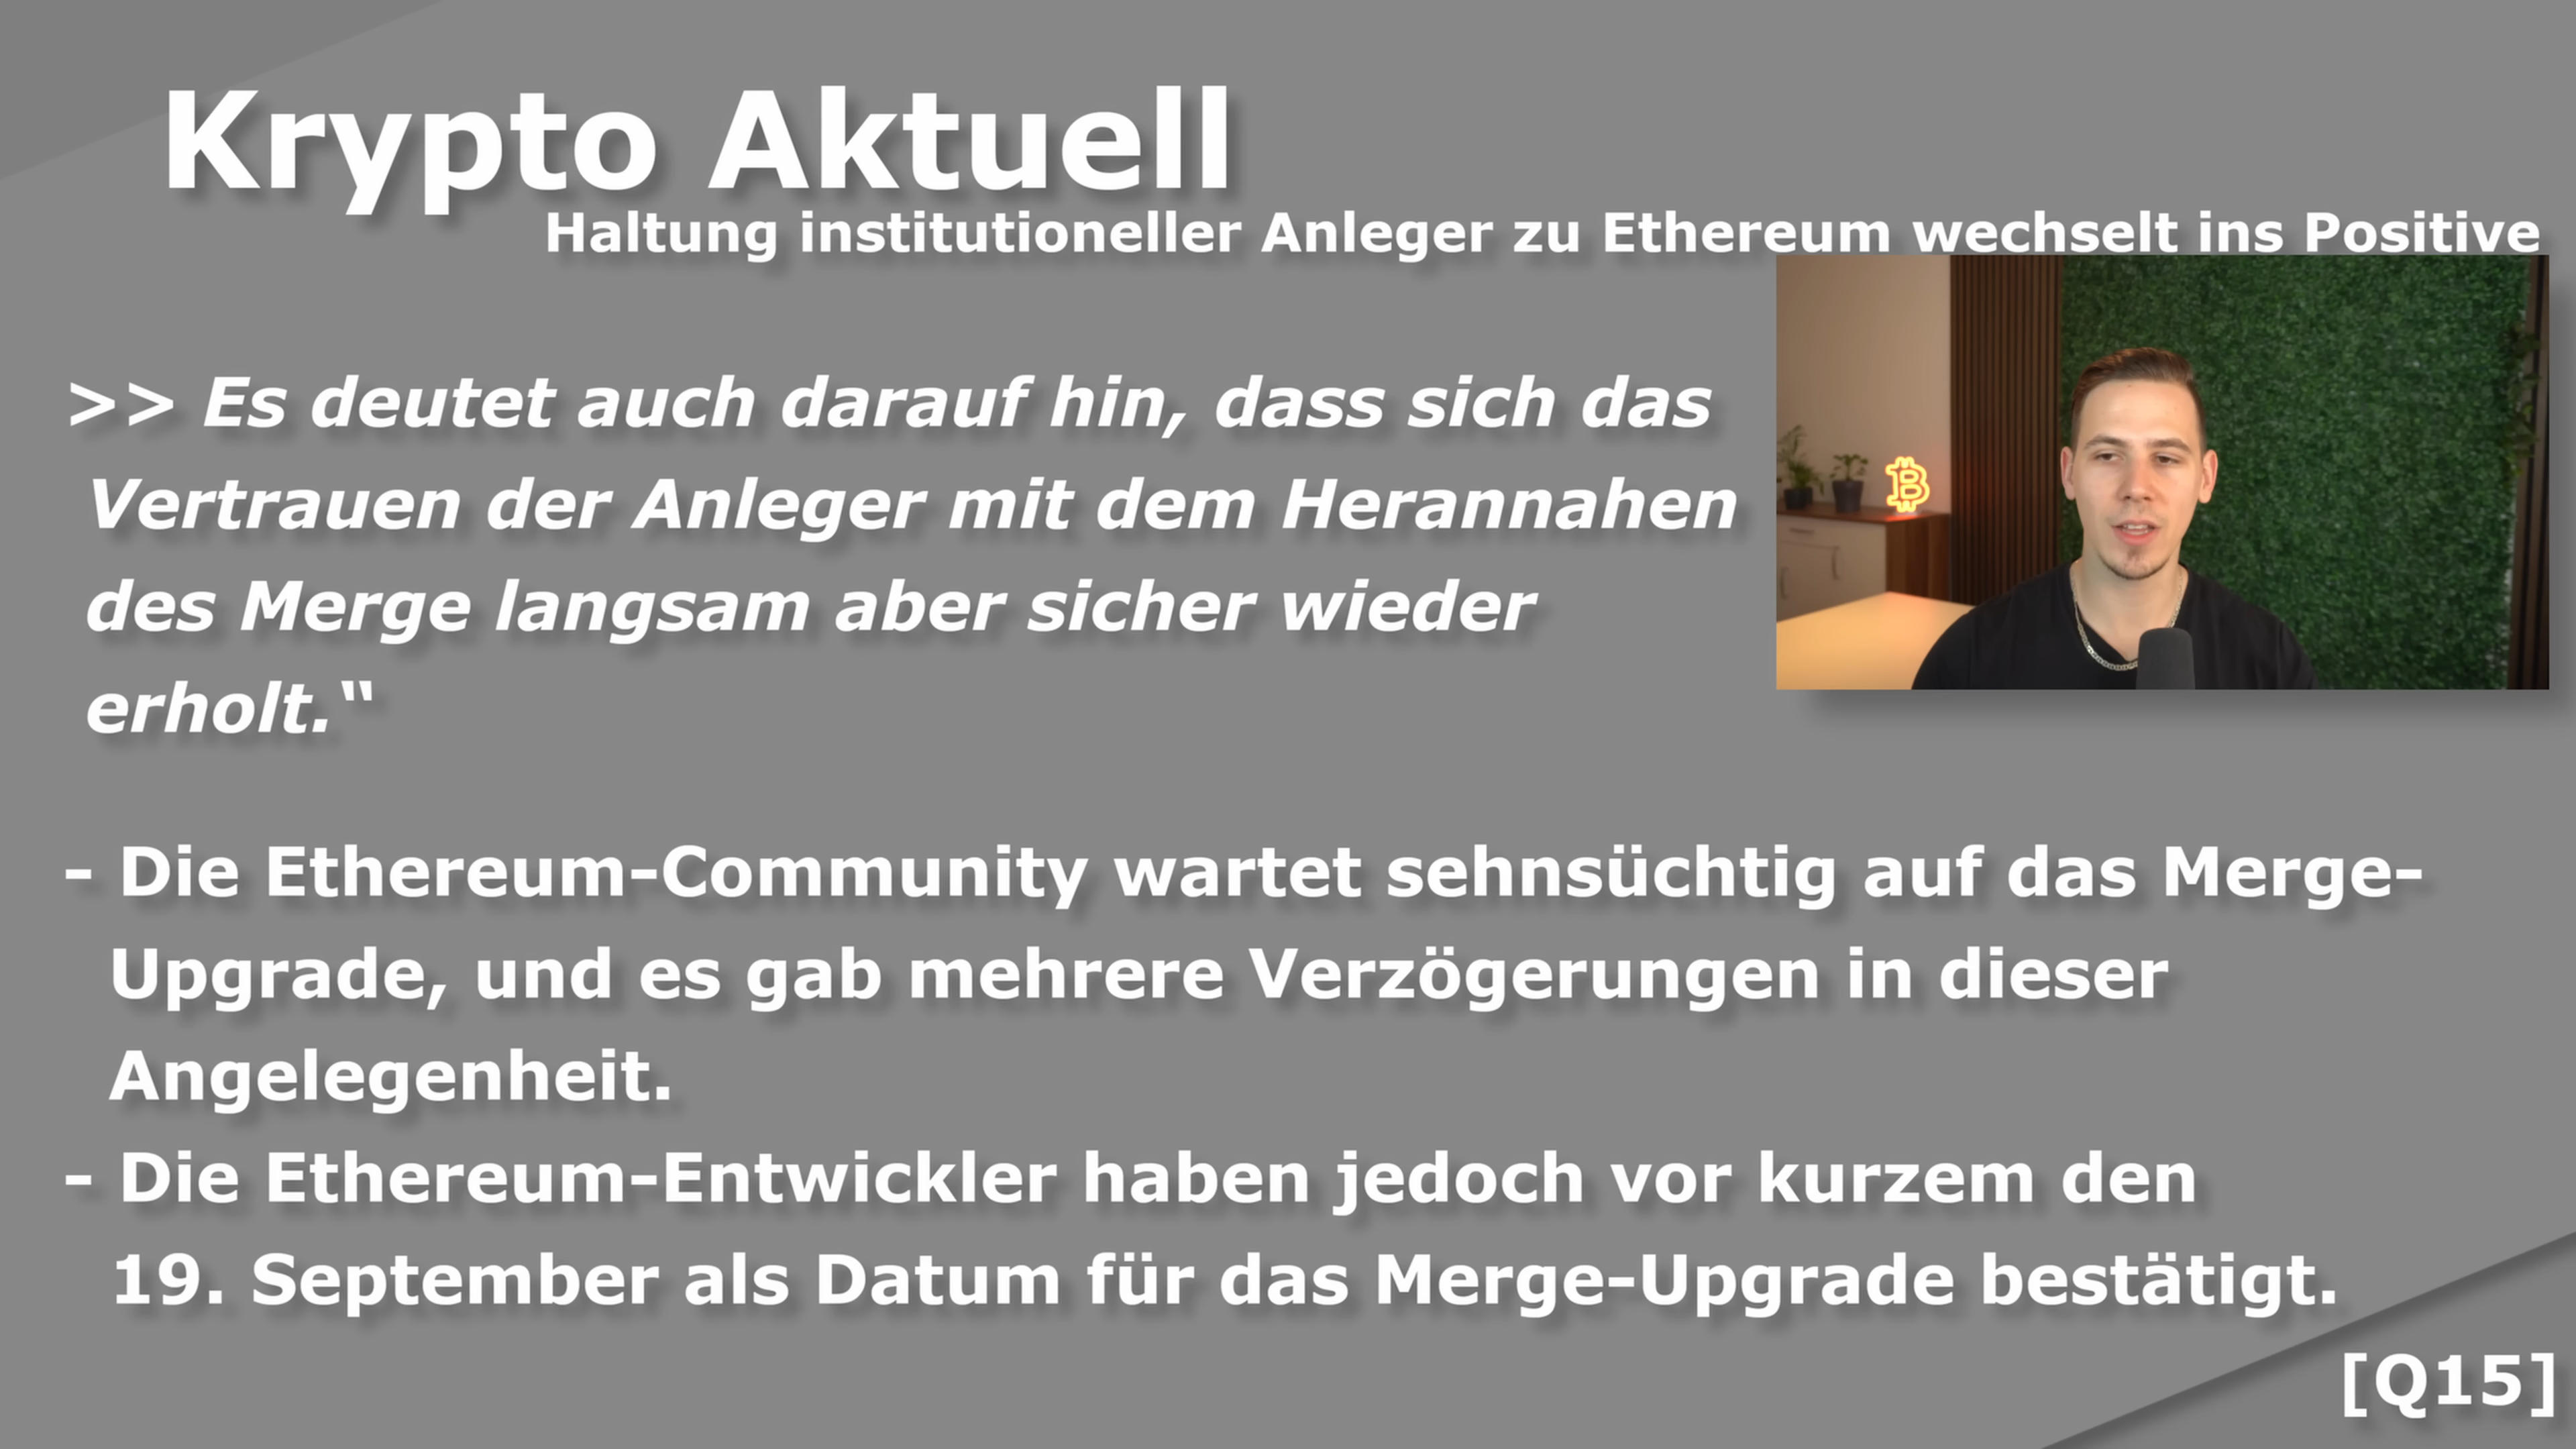 Krypto Aktuell
Haltung institutioneller Anleger zu Ethereum wechselt ins Positive
>> Es deutet auch darauf hin, dass sich das
Vertrauen der Anleger mit dem Herannahen
des Merge langsam aber sicher wieder
erholt.“
- Die Ethereum-Community wartet sehnsüchtig auf das Merge-
Upgrade, und es gab mehrere Verzögerungen in dieser
Angelegenheit.
- Die Ethereum-Entwickler haben jedoch vor kurzem den
19. September als Datum für das Merge-Upgrade bestätigt.
[Q15]